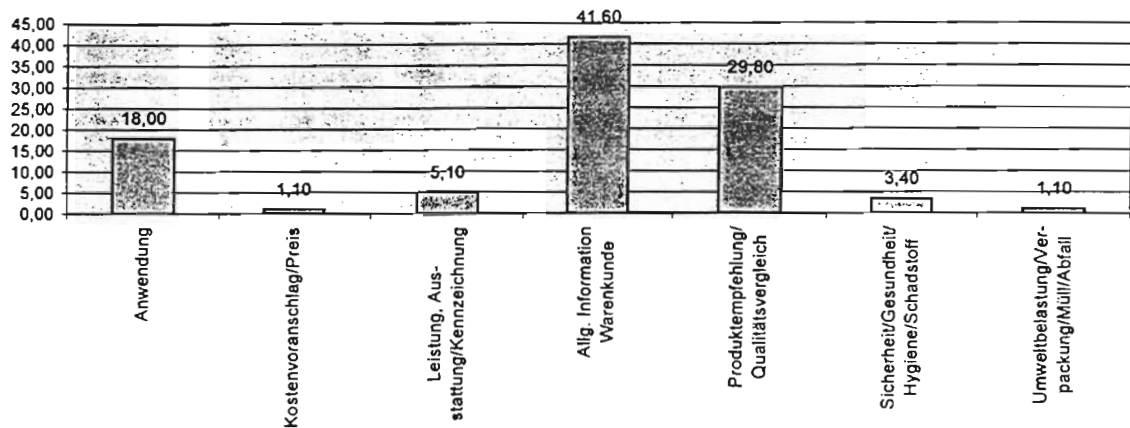 45,00
40,00
35,00
30,00
25,00
20,00
15,00
10,00
5,00
0,00
18,00
1,10
5,10
41,60
29,80
3,40
1,10
Anwendung
Kostenvoranschlag/Preis
Leistung, Aus-
stattung/Kennzeichnung
Allg. Information
Warenkunde
Produktempfehlung/
Qualitätsvergleich
Sicherheit/Gesundheit/
Hygiene/Schadstoff
Umweltbelastung/Ver-
packung/Müll/Abfall